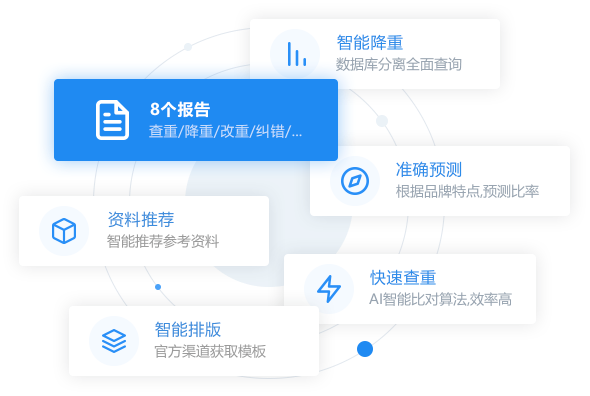 智能降重
数据库分离全面查询
8个报告
查重/降重/改重/纠错/...
准确预测
根据品牌特点,预测比率
资料推荐
智能推荐参考资料
快速查重
AI智能比对算法,效率高
智能排版
官方渠道获取模板